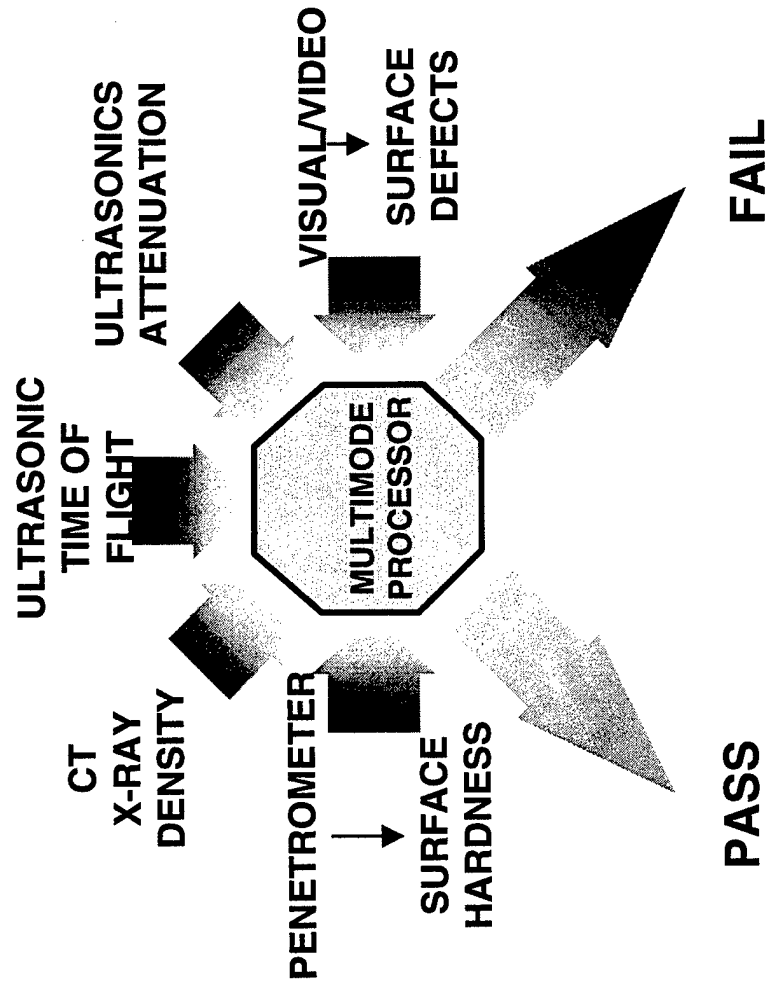 ULTRASONIC
TIME OF
FLIGHT
CT
X-RAY
DENSITY
ULTRASONICS
ATTENUATION
PENETROMETER
SURFACE
HARDNESS
MULTIMODE
PROCESSOR
VISUAL/VIDEO
SURFACE
DEFECTS
PASS
FAIL